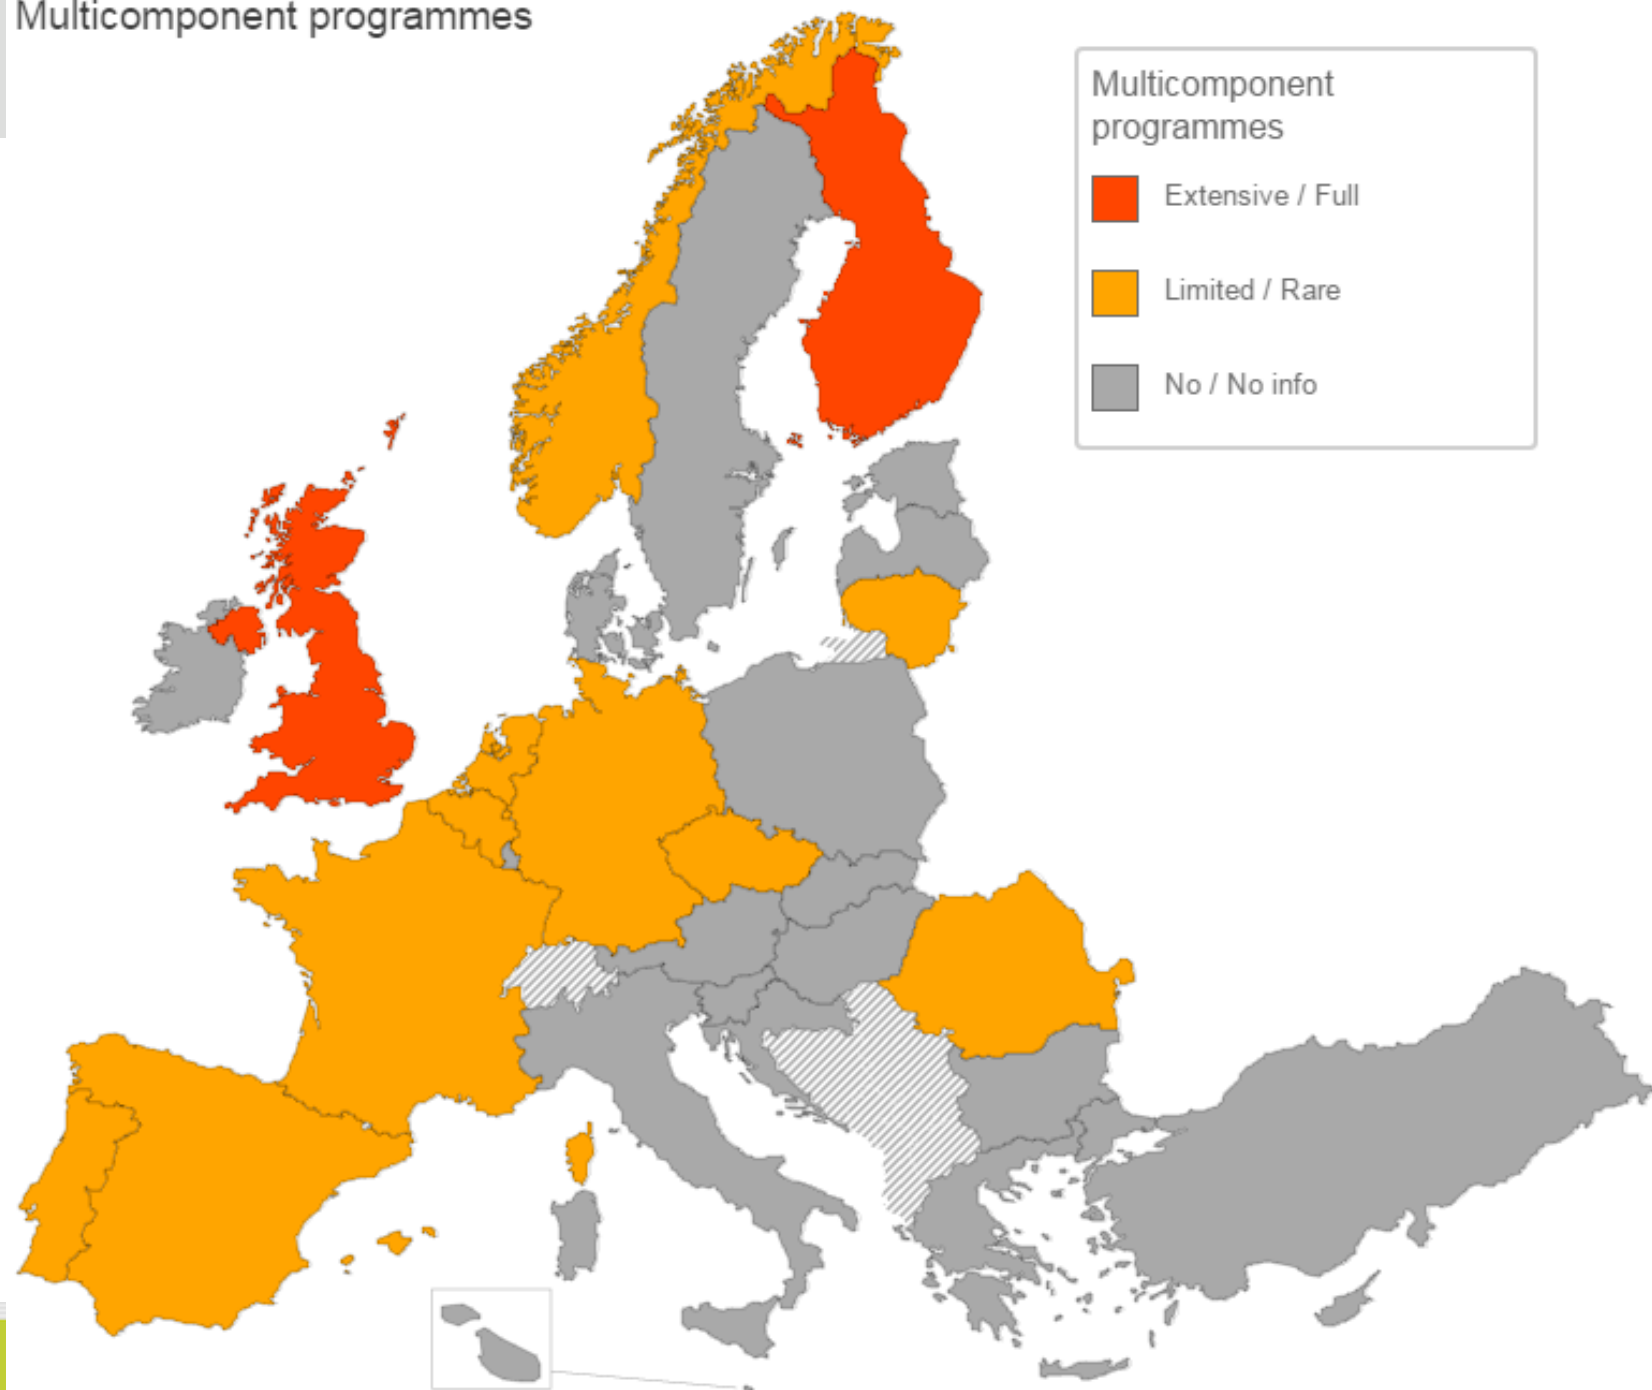 Multicomponent programmes
Multicomponent
programmes
Extensive / Full
Limited / Rare
No / No info